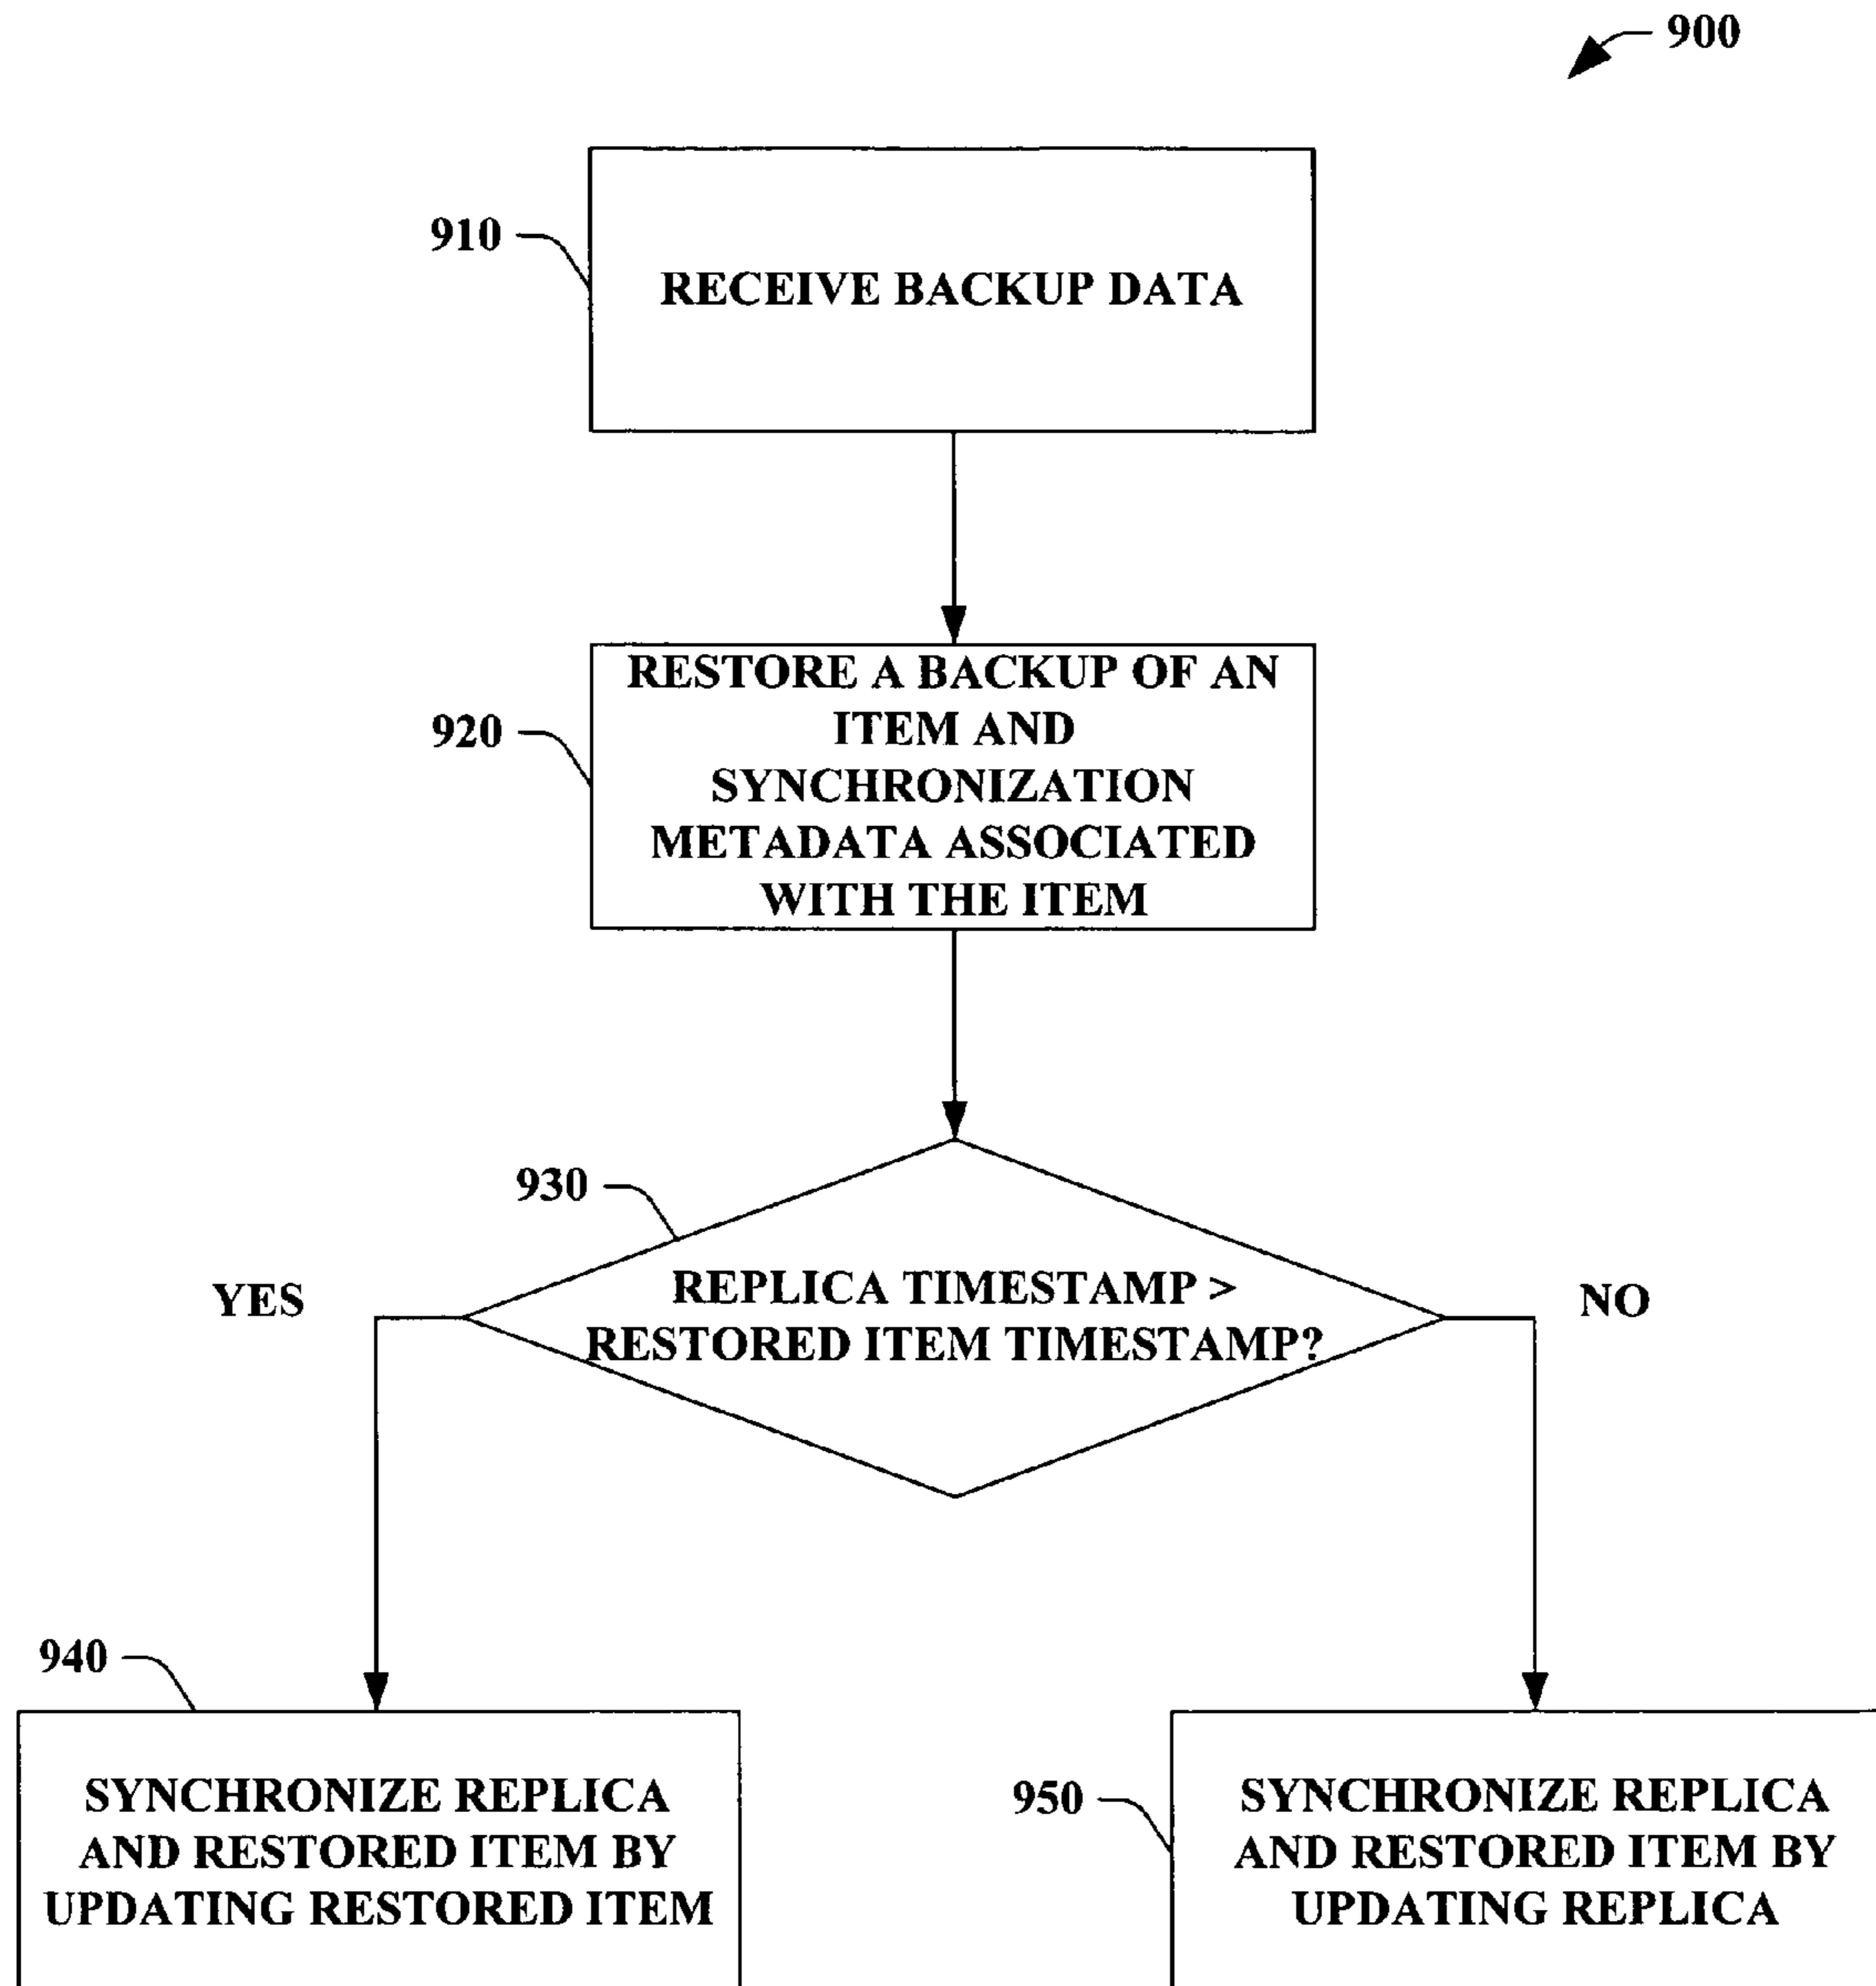 900
910
RECEIVE BACKUP DATA
920
RESTORE A BACKUP OF AN
ITEM AND
SYNCHRONIZATION
METADATA ASSOCIATED
WITH THE ITEM
930
REPLICA TIMESTAMP >
RESTORED ITEM TIMESTAMP?
YES
NO
940
SYNCHRONIZE REPLICA
AND RESTORED ITEM BY
UPDATING RESTORED ITEM
950
SYNCHRONIZE REPLICA
AND RESTORED ITEM BY
UPDATING REPLICA